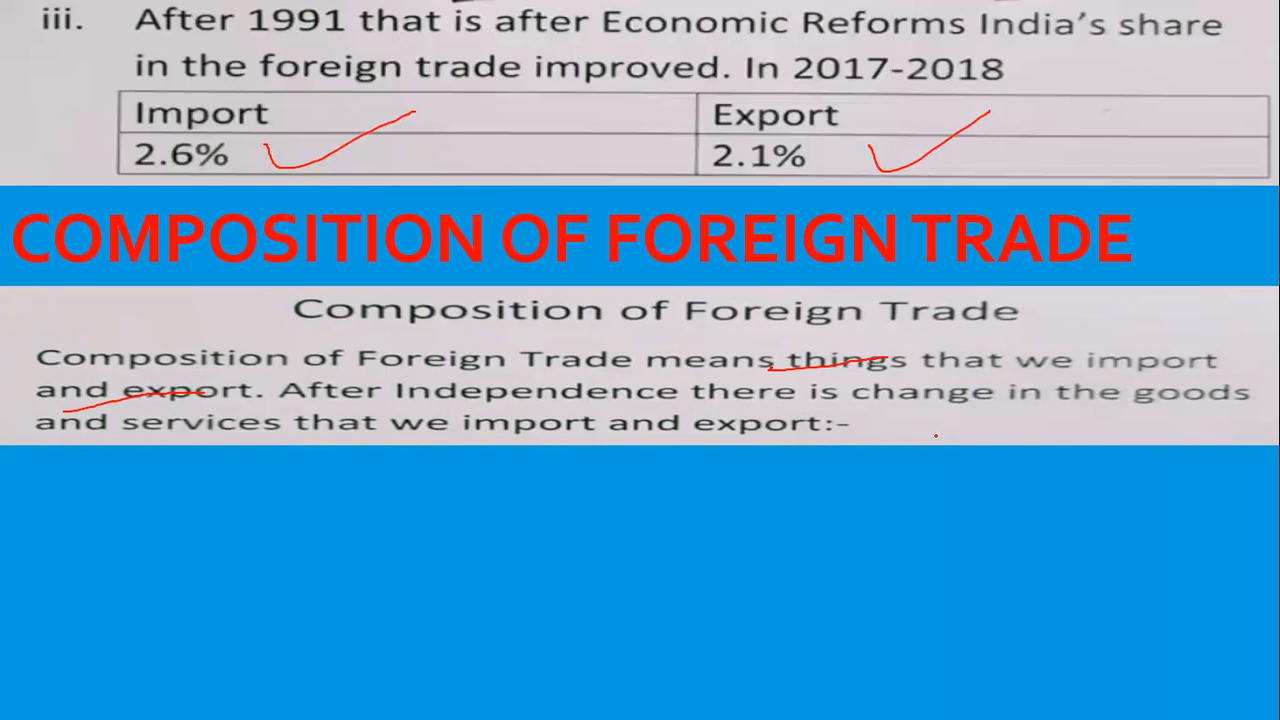 iii. After 1991 that is after Economic Reforms India's share
in the foreign trade improved. In 2017-2018
Import Export
2.6% 2.1%
COMPOSITION OF FOREIGN TRADE
Composition of Foreign Trade
Composition of Foreign Trade means things that we import
and export. After Independence there is change in the goods
and services that we import and export:-